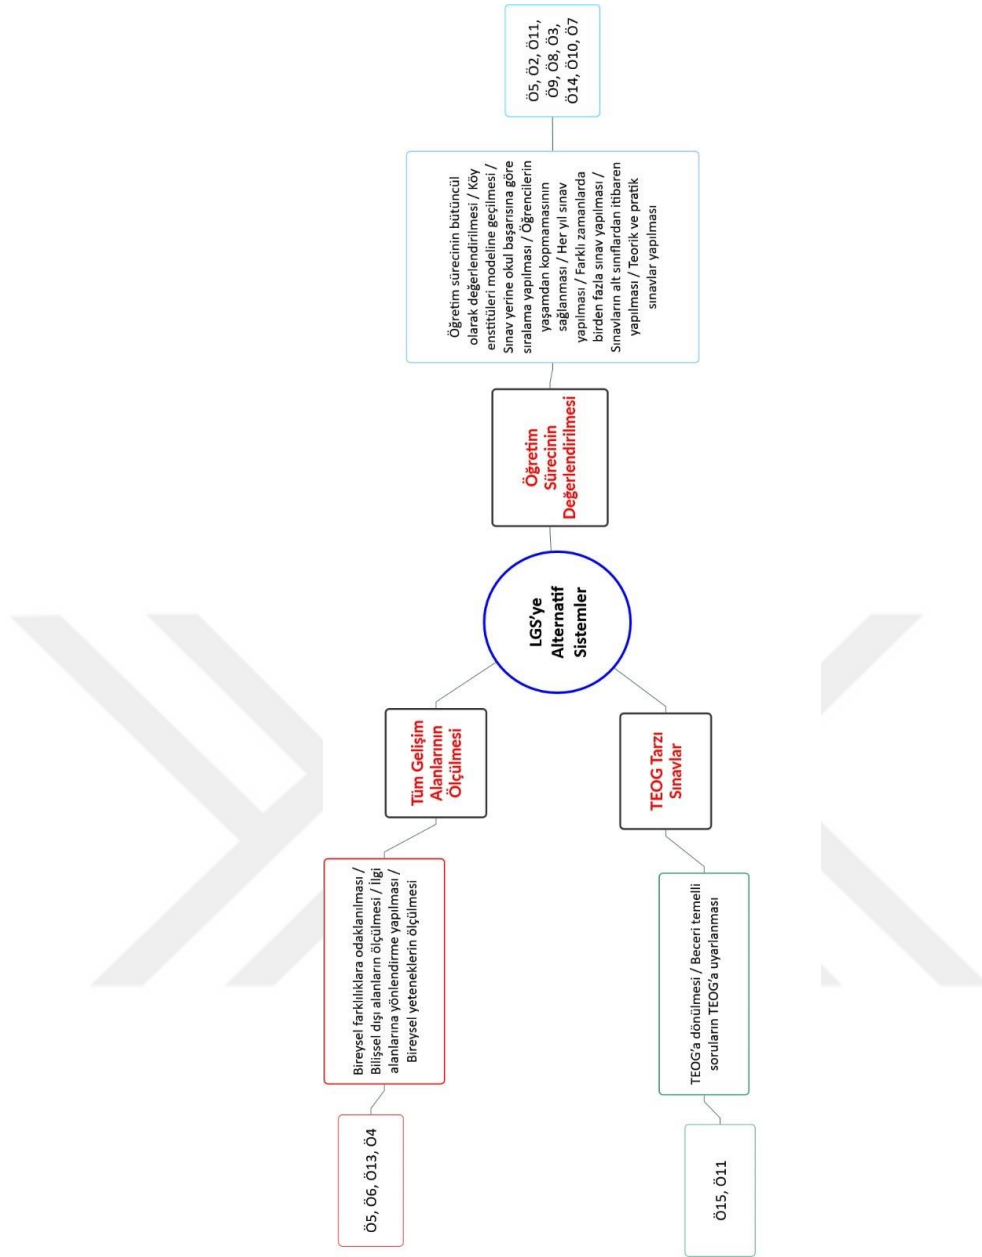 Ö5, Ö6, Ö13, Ö4
Bireysel farklılıklara odaklanılması /
Bilişsel dışı alanların ölçülmesi / İlgi
alanlarına yönlendirme yapılması /
Bireysel yeteneklerin ölçülmesi
Tüm Gelişim
Alanlarının
Ölçülmesi
LGS'ye
Alternatif
Sistemler
Öğretim
Sürecinin
Değerlendirilmesi
Öğretim sürecinin bütüncül
olarak değerlendirilmesi / Köy
enstitüleri modeline geçilmesi /
Sınav yerine okul başarısına göre
sıralama yapılması / Öğrencilerin
yaşamdan kopmamasının
sağlanması / Her yıl sınav
yapılması / Farklı zamanlarda
birden fazla sınav yapılması /
Sınavların alt sınıflardan itibaren
yapılması / Teorik ve pratik
sınavlar yapılması
Ö5, Ö2, Ö11,
Ö9, Ö8, Ö3,
Ö14, Ö10, Ö7
TEOG Tarzı
Sınavlar
TEOG'a dönülmesi / Beceri temelli
soruların TEOG'a uyarlanması
Ö15, Ö11